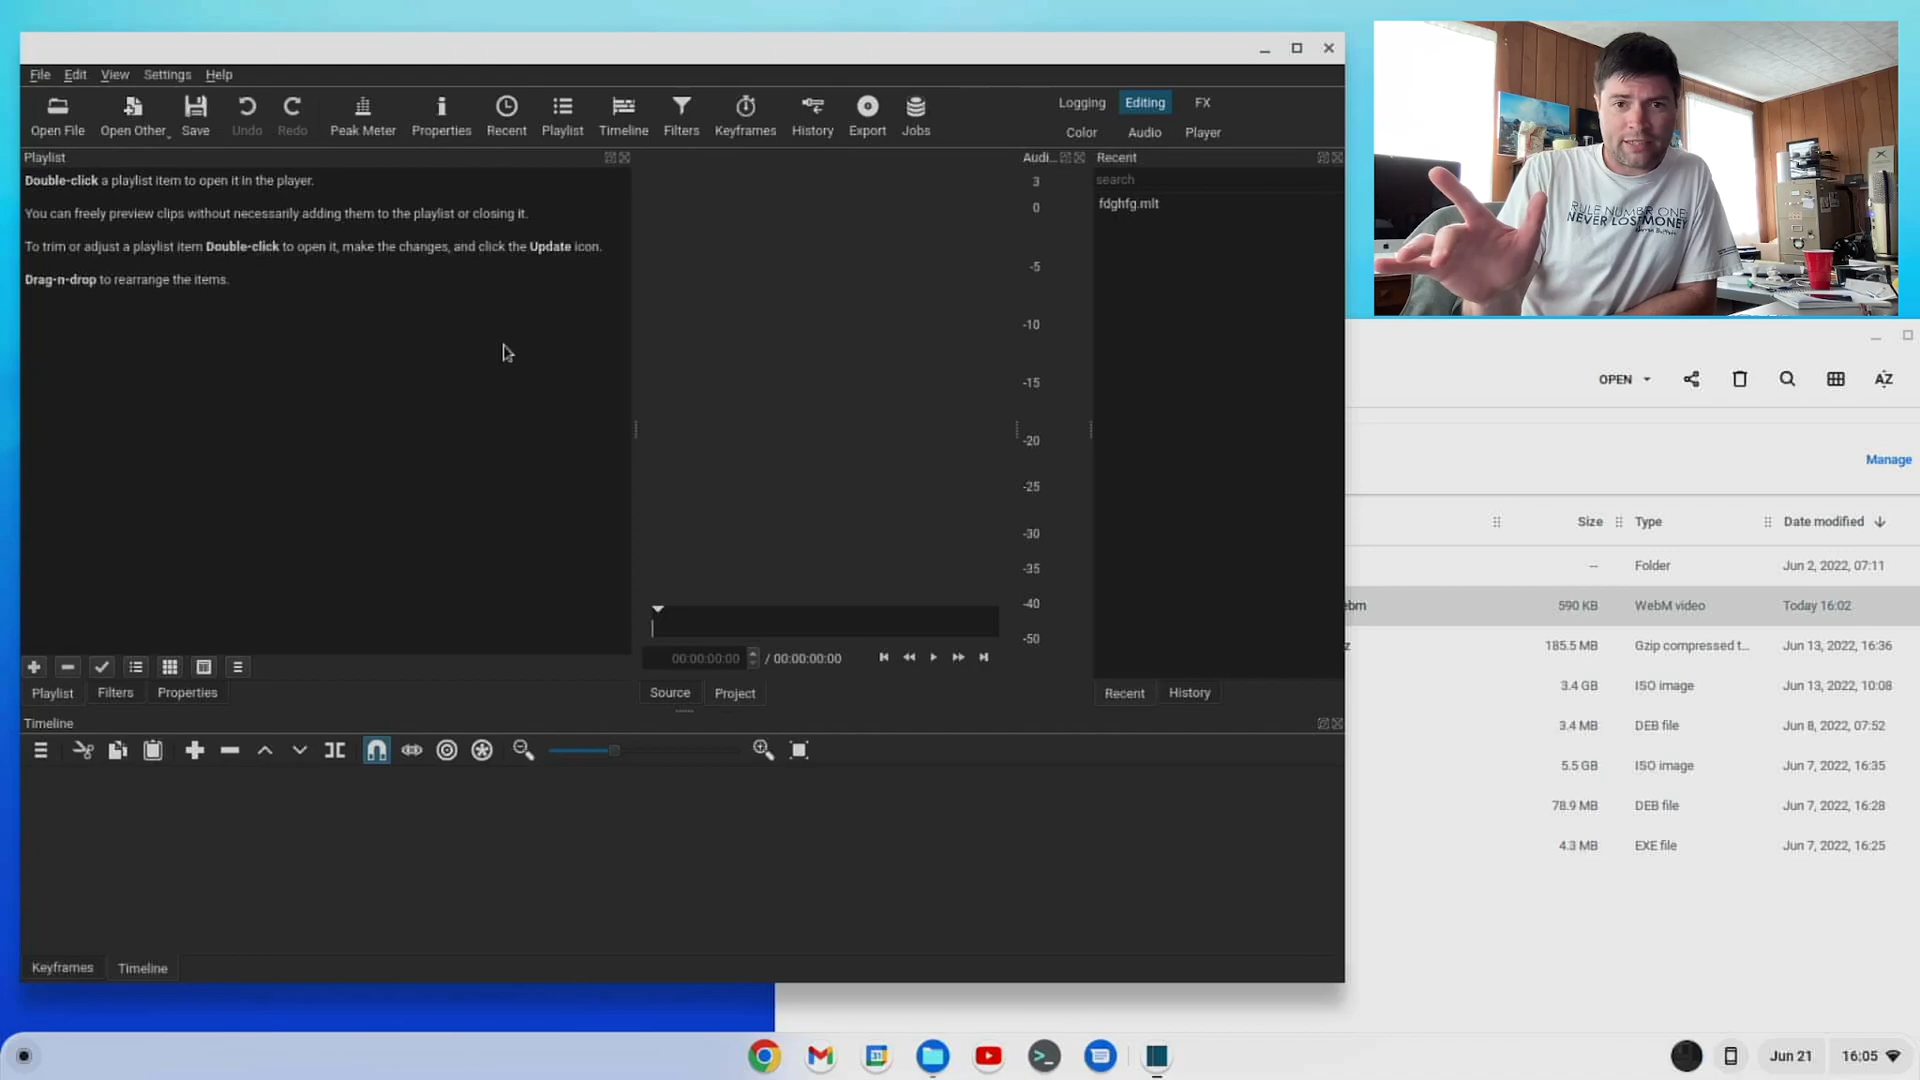 File Edit View Settings Help
Open File Open Other Save Undo Redo Peak Meter Properties Recent Playlist Timeline Filters Keyframes History Export Jobs
Logging Editing FX
Color Audio Player
Playlist
Double-click a playlist item to open it in the player.
You can freely preview clips without necessarily adding them to the playlist or closing it.
To trim or adjust a playlist item Double-click to open it, make the changes, and click the Update icon.
Drag-n-drop to rearrange the items.
Audi...
3
0
-5
-10
-15
-20
-25
-30
-35
-40
-50
Recent
search
fdghfg.mlt
00:00:00:00 / 00:00:00:00
Playlist Filters Properties
Source Project
Recent History
Timeline
Keyframes Timeline
RULE NUMBER ONE
NEVER LOSE MONEY
OPEN AZ
Manage
Size Type Date modified
-- Folder Jun 2, 2022, 07:11
ebm 590 KB WebM video Today 16:02
z 185.5 MB Gzip compressed t... Jun 13, 2022, 16:36
3.4 GB ISO image Jun 13, 2022, 10:08
3.4 MB DEB file Jun 8, 2022, 07:52
5.5 GB ISO image Jun 7, 2022, 16:35
78.9 MB DEB file Jun 7, 2022, 16:28
4.3 MB EXE file Jun 7, 2022, 16:25
31
Jun 21 16:05